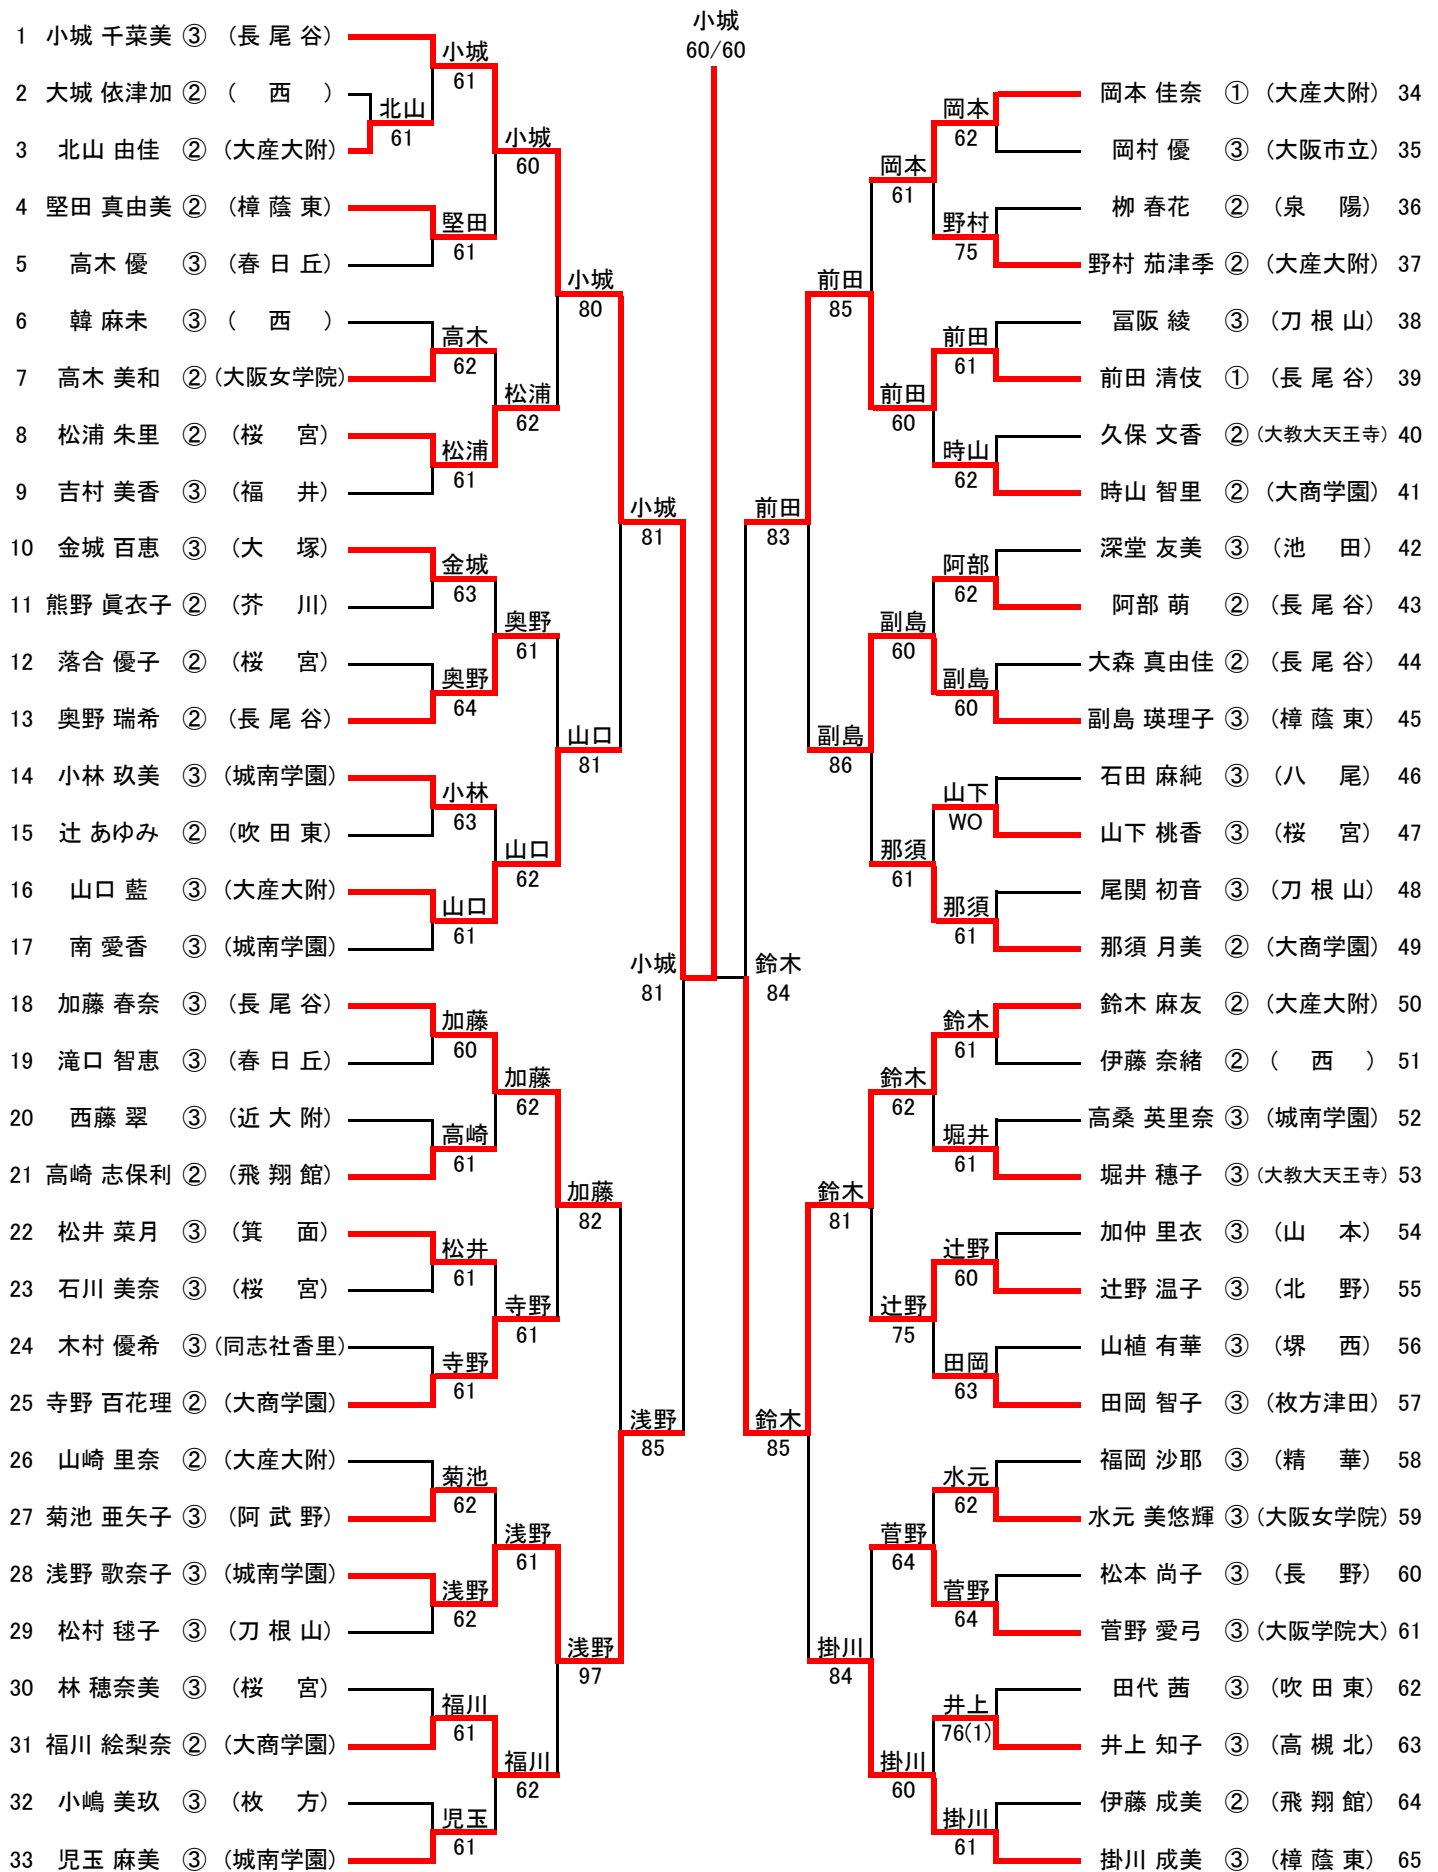 小城
60/60
1 小城 千菜美 ③ （長 尾 谷）
2 大城 依津加 ② （ 西 ）
3 北山 由佳 ② （大産大附）
4 堅田 真由美 ② （樟 蔭 東）
5 高木 優 ③ （春 日 丘）
6 韓 麻未 ③ （ 西 ）
7 高木 美和 ② （大阪女学院）
8 松浦 朱里 ② （桜 宮）
9 吉村 美香 ③ （福 井）
10 金城 百恵 ③ （大 塚）
11 熊野 眞衣子 ② （芥 川）
12 落合 優子 ② （桜 宮）
13 奥野 瑞希 ② （長 尾 谷）
14 小林 玖美 ③ （城南学園）
15 辻 あゆみ ② （吹 田 東）
16 山口 藍 ③ （大産大附）
17 南 愛香 ③ （城南学園）
18 加藤 春奈 ③ （長 尾 谷）
19 滝口 智恵 ③ （春 日 丘）
20 西藤 翠 ③ （近 大 附）
21 高崎 志保利 ② （飛 翔 館）
22 松井 菜月 ③ （箕 面）
23 石川 美奈 ③ （桜 宮）
24 木村 優希 ③ （同志社香里）
25 寺野 百花理 ② （大商学園）
26 山崎 里奈 ② （大産大附）
27 菊池 亜矢子 ③ （阿 武 野）
28 浅野 歌奈子 ③ （城南学園）
29 松村 毬子 ③ （刀 根 山）
30 林 穂奈美 ③ （桜 宮）
31 福川 絵梨奈 ② （大商学園）
32 小嶋 美玖 ③ （枚 方）
33 児玉 麻美 ③ （城南学園）
北山
61
小城
61
堅田
61
高木
62
松浦
61
金城
63
奥野
64
小林
63
山口
61
加藤
60
高崎
61
松井
61
寺野
61
菊池
62
浅野
62
福川
61
児玉
61
小城
60
松浦
62
奥野
61
山口
62
加藤
62
寺野
61
浅野
61
福川
62
小城
80
山口
81
加藤
82
浅野
97
小城
81
浅野
85
小城
81
鈴木
84
前田
83
鈴木
85
前田
85
副島
86
鈴木
81
掛川
84
岡本
61
前田
60
副島
60
那須
61
鈴木
62
辻野
75
菅野
64
掛川
60
岡本
62
野村
75
前田
61
時山
62
阿部
62
副島
60
山下
WO
那須
61
鈴木
61
堀井
61
辻野
60
田岡
63
水元
62
菅野
64
井上
76(1)
掛川
61
岡本 佳奈 ① （大産大附） 34
岡村 優 ③ （大阪市立） 35
栁 春花 ② （泉 陽） 36
野村 茄津季 ② （大産大附） 37
冨阪 綾 ③ （刀 根 山） 38
前田 清伎 ① （長 尾 谷） 39
久保 文香 ② （大教大天王寺） 40
時山 智里 ② （大商学園） 41
深堂 友美 ③ （池 田） 42
阿部 萌 ② （長 尾 谷） 43
大森 真由佳 ② （長 尾 谷） 44
副島 瑛理子 ③ （樟 蔭 東） 45
石田 麻純 ③ （八 尾） 46
山下 桃香 ③ （桜 宮） 47
尾関 初音 ③ （刀 根 山） 48
那須 月美 ② （大商学園） 49
鈴木 麻友 ② （大産大附） 50
伊藤 奈緒 ② （ 西 ） 51
高桑 英里奈 ③ （城南学園） 52
堀井 穗子 ③ （大教大天王寺） 53
加仲 里衣 ③ （山 本） 54
辻野 温子 ③ （北 野） 55
山植 有華 ③ （堺 西） 56
田岡 智子 ③ （枚方津田） 57
福岡 沙耶 ③ （精 華） 58
水元 美悠輝 ③ （大阪女学院） 59
松本 尚子 ③ （長 野） 60
菅野 愛弓 ③ （大阪学院大） 61
田代 茜 ③ （吹 田 東） 62
井上 知子 ③ （高 槻 北） 63
伊藤 成美 ② （飛 翔 館） 64
掛川 成美 ③ （樟 蔭 東） 65